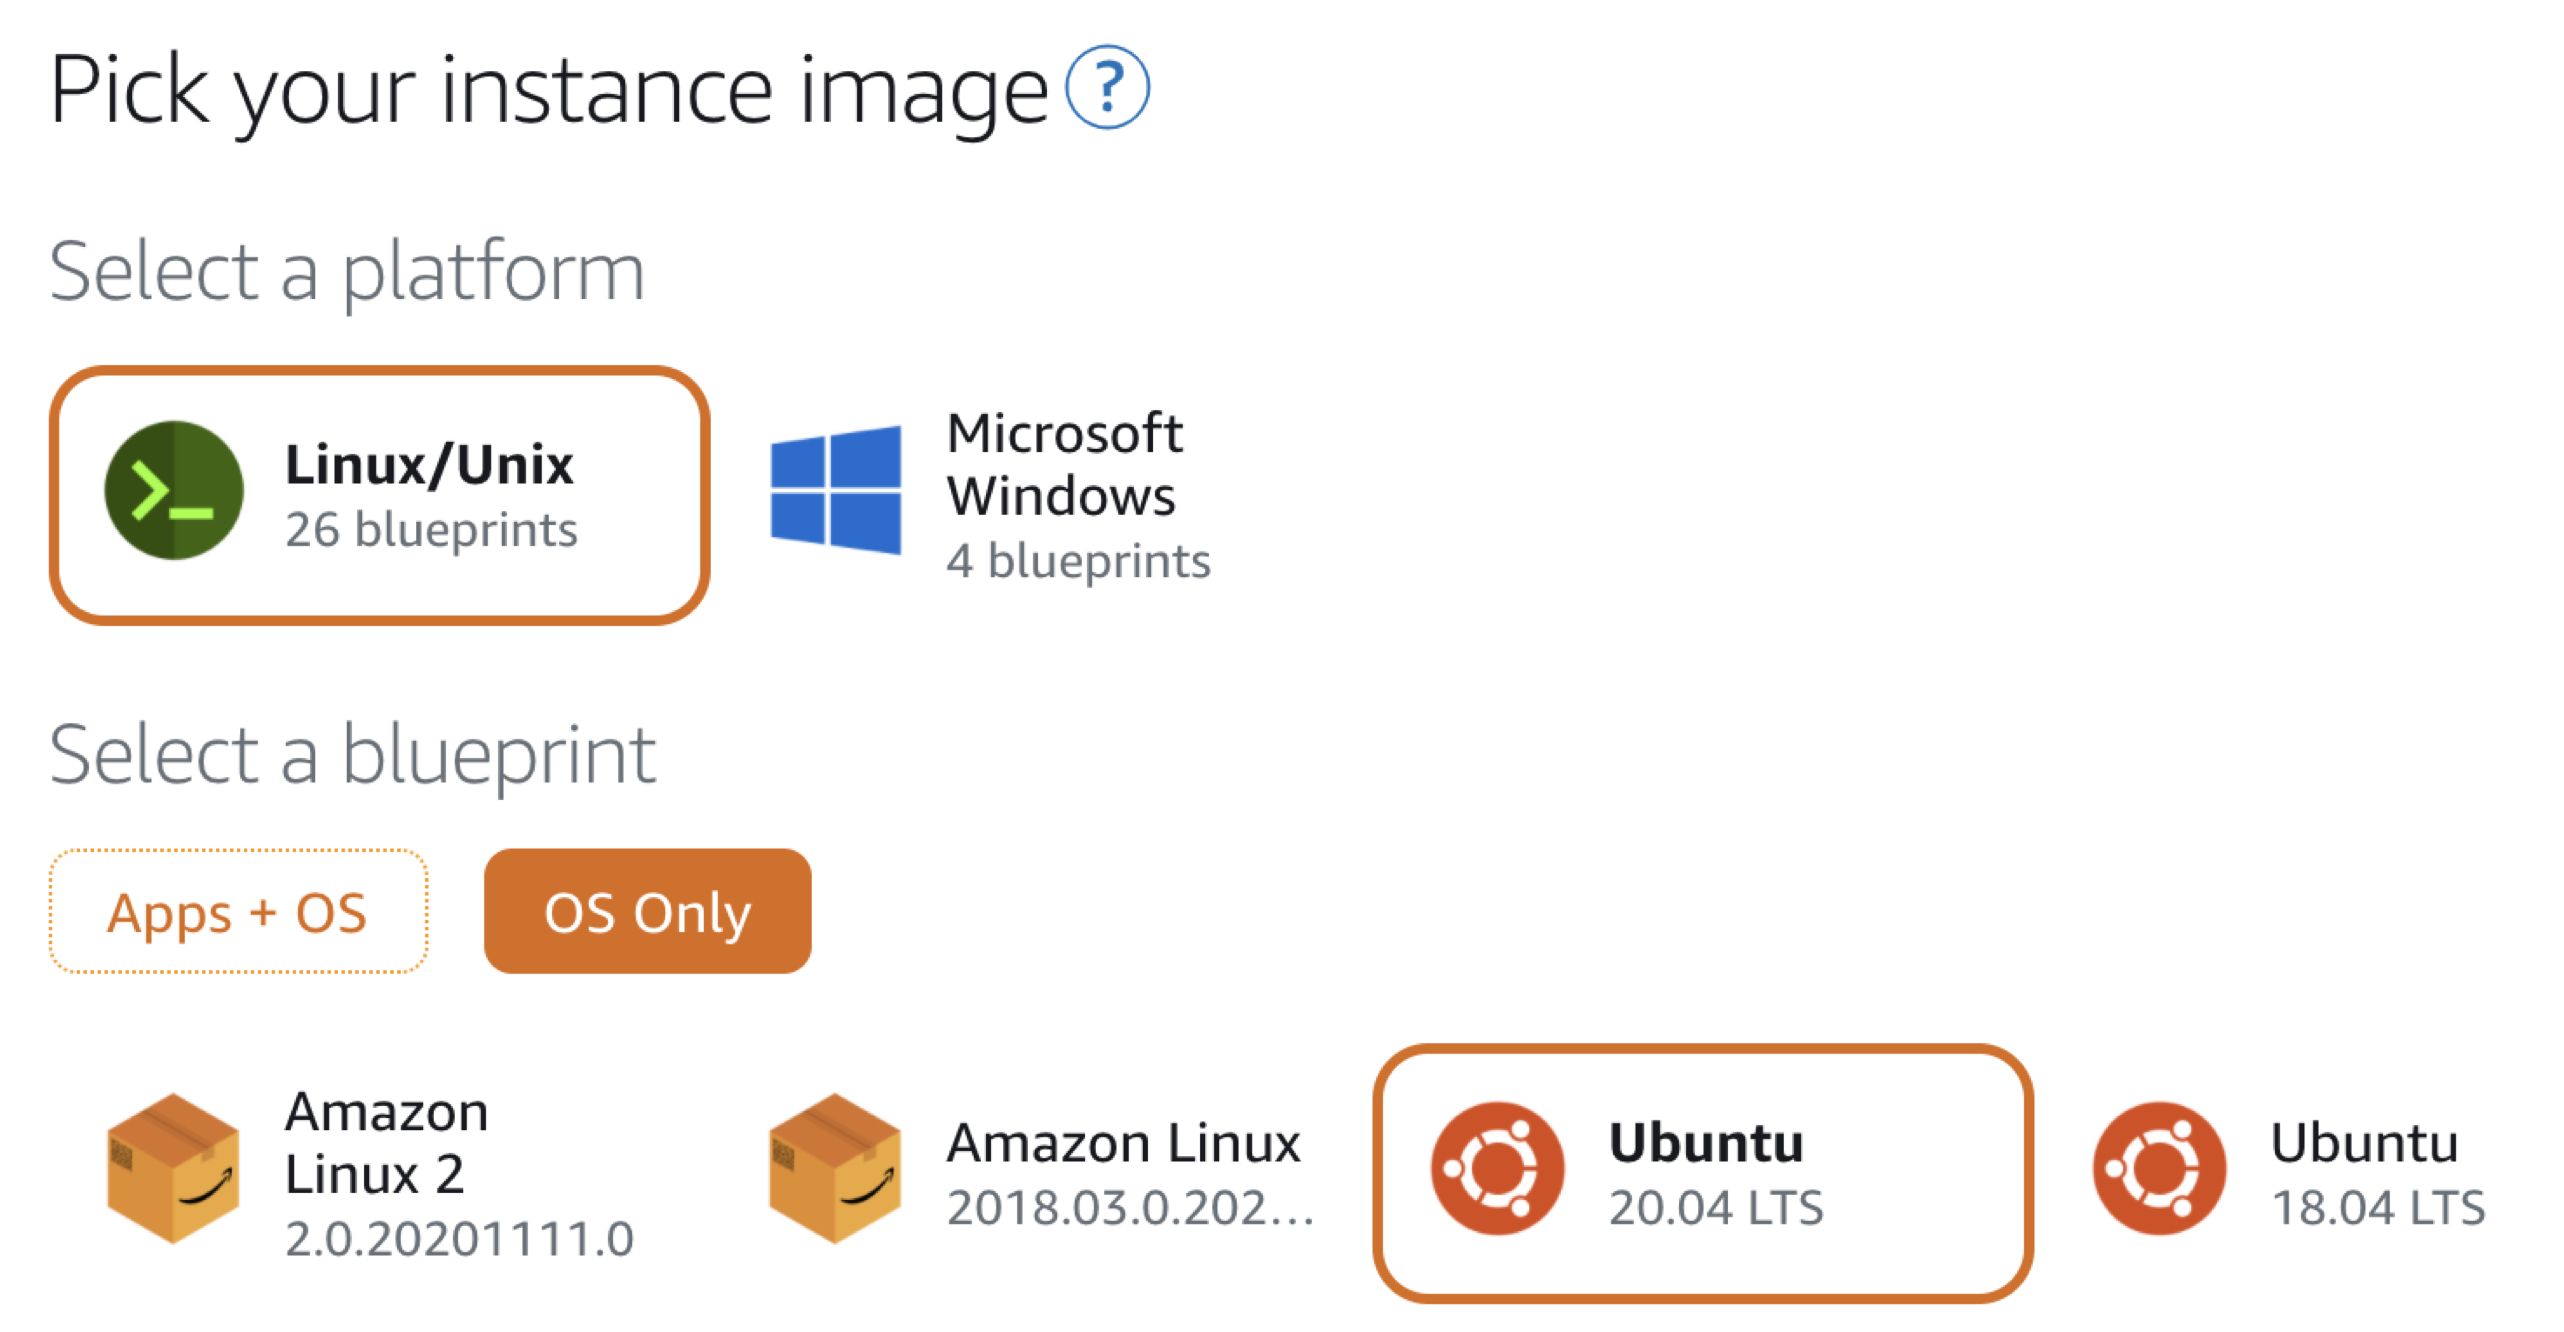 Pick your instance image ?
Select a platform
Linux/Unix
26 blueprints
Microsoft
Windows
4 blueprints
Select a blueprint
Apps + OS
OS Only
Amazon
Linux 2
2.0.20201111.0
Amazon Linux
2018.03.0.202...
Ubuntu
20.04 LTS
Ubuntu
18.04 LTS